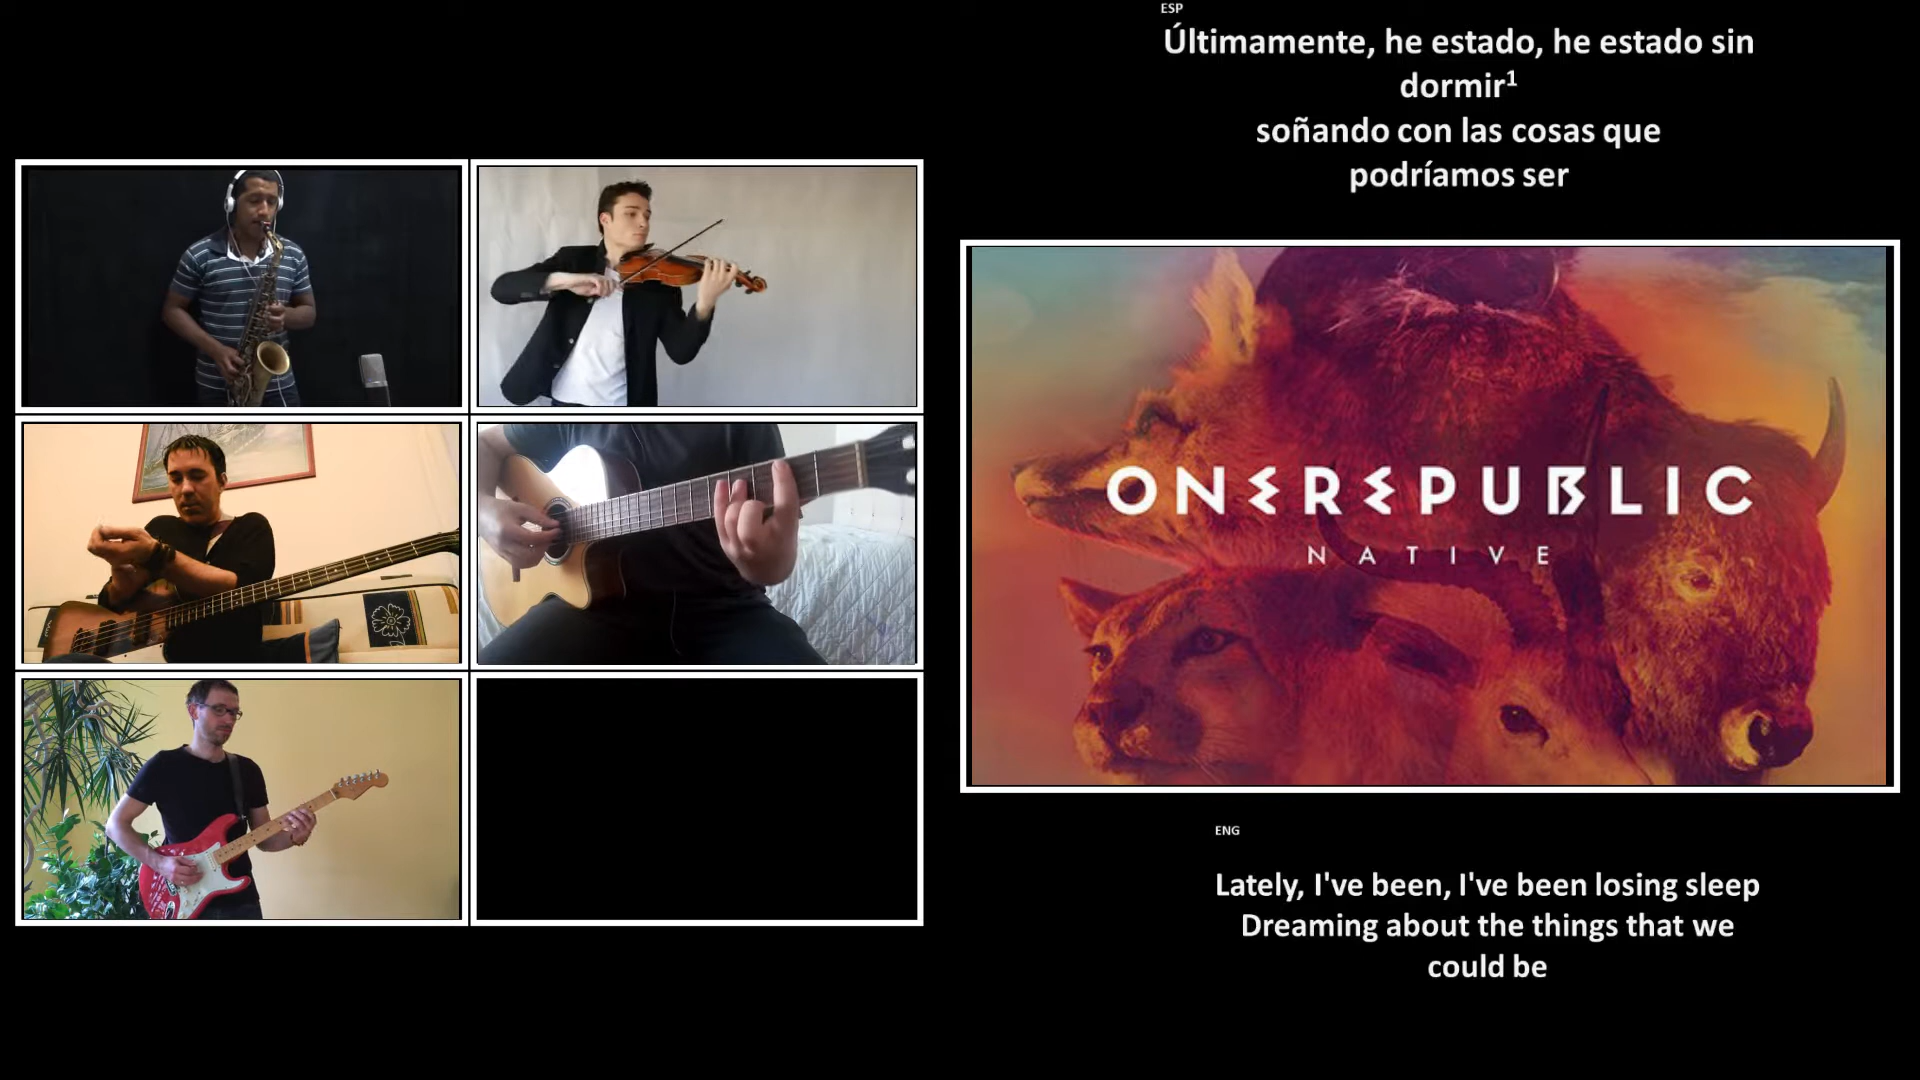 ESP
Últimamente, he estado, he estado sin
dormir¹
soñando con las cosas que
podríamos ser
ONEREPUBLIC
NATIVE
ENG
Lately, I've been, I've been losing sleep
Dreaming about the things that we
could be